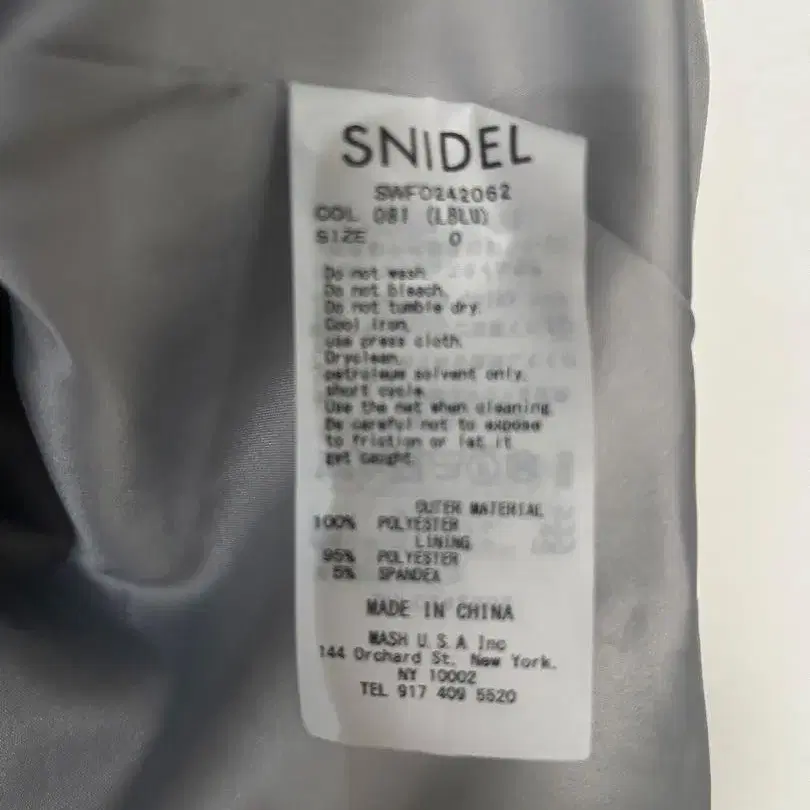 SNIDEL
SWFO242062
COL 081 (LBLU)
SIZE 0
Do not wash.
Do not bleach.
Do not tumble dry.
Cool iron.
use press cloth.
Dryclean.
petroleum solvent only.
short cycle.
Use the net when cleaning
Be careful not to expose
to friction or let it
get caught.
OUTER MATERIAL
100% POLYESTER
LINING
95% POLYESTER
5% SPANDEX
MADE IN CHINA
MASH U.S.A Inc
144 Orchard St. New York.
NY 10002
TEL 917 409 5520